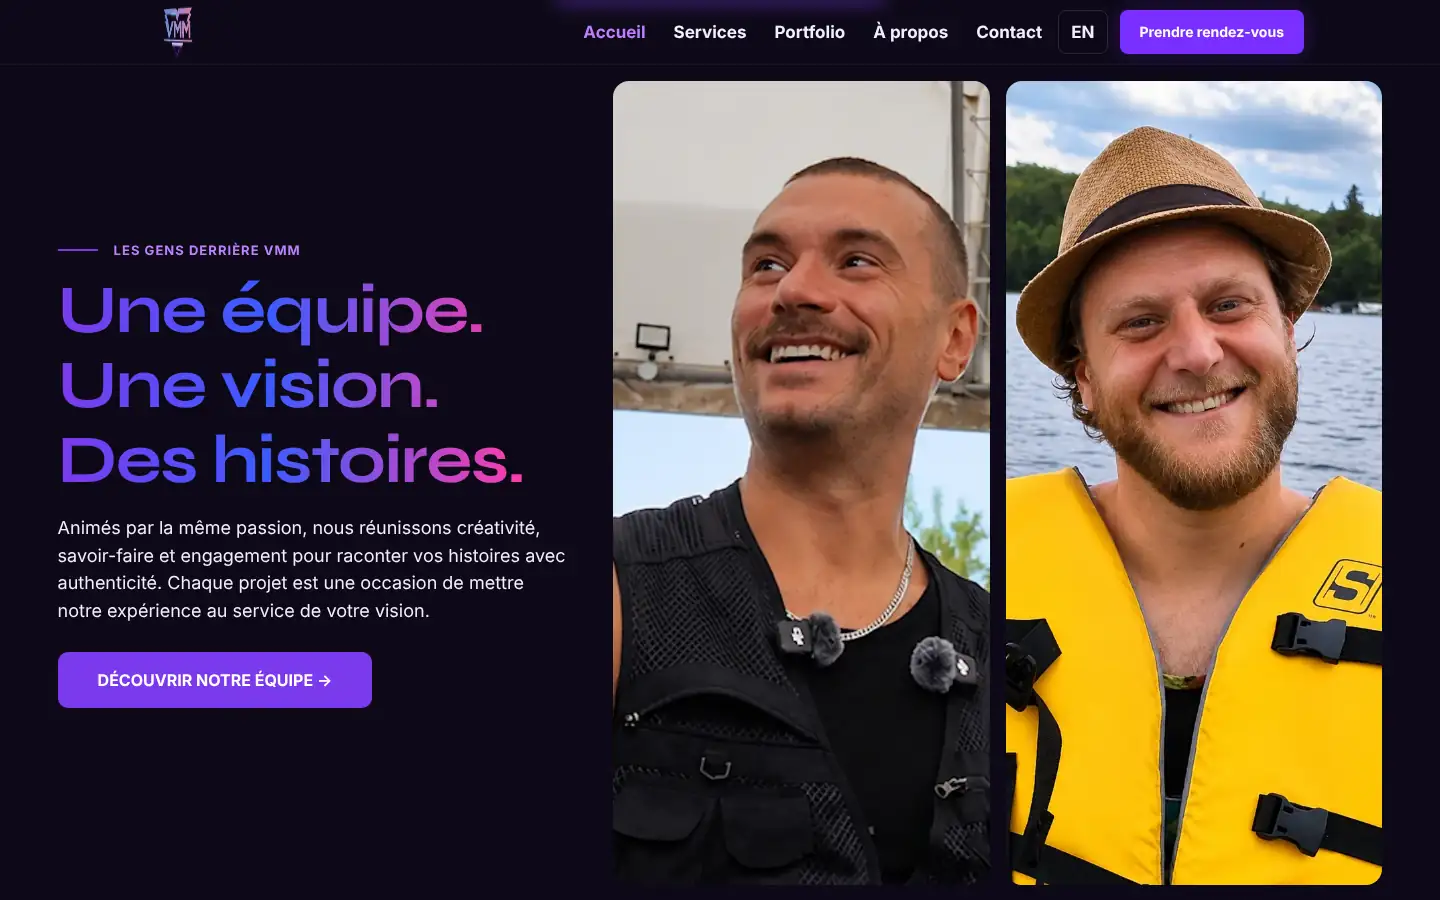 VMM
Accueil Services Portfolio À propos Contact EN Prendre rendez-vous
LES GENS DERRIÈRE VMM
Une équipe.
Une vision.
Des histoires.
Animés par la même passion, nous réunissons créativité,
savoir-faire et engagement pour raconter vos histoires avec
authenticité. Chaque projet est une occasion de mettre
notre expérience au service de votre vision.
DÉCOUVRIR NOTRE ÉQUIPE →
S